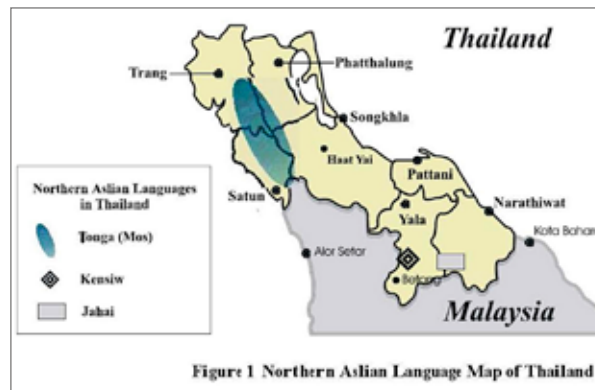 Thailand
Trang
Phatthalung
Songkhla
Haat Yai
Pattani
Satun
Yala
Narathiwat
Kota Bahar
Alor Setar
Betong
Malaysia
Northern Aslian Languages
in Thailand
Tonga (Mos)
Kensiw
Jahai
Figure 1 Northern Aslian Language Map of Thailand